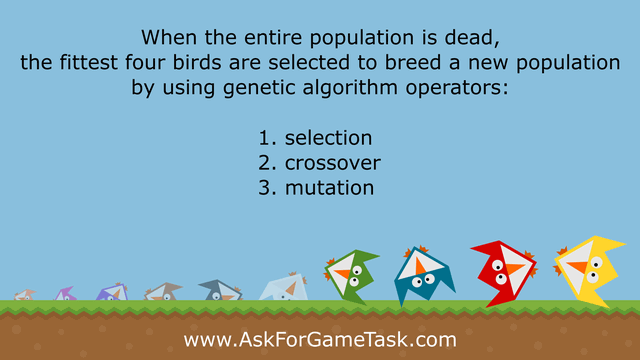 When the entire population is dead,
the fittest four birds are selected to breed a new population
by using genetic algorithm operators:
1. selection
2. crossover
3. mutation
www.AskForGameTask.com